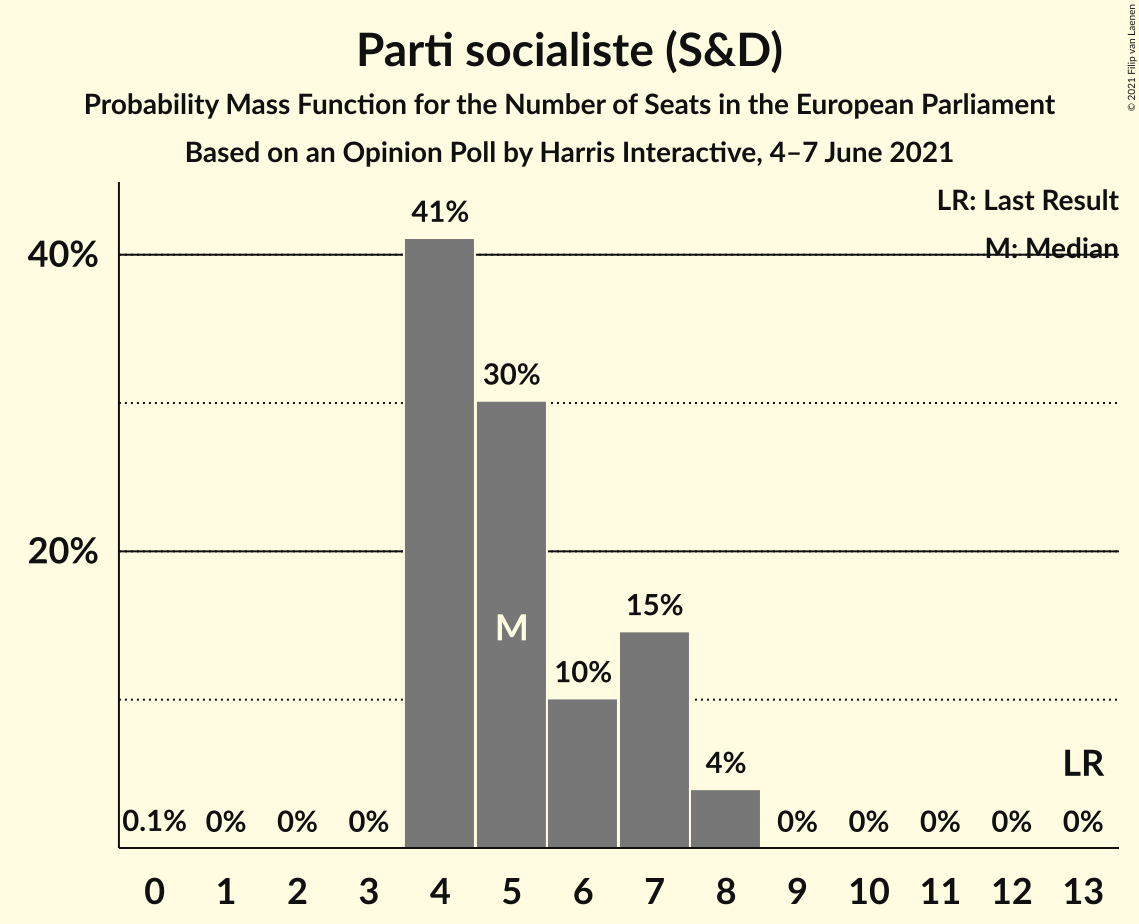 Parti socialiste (S&D)
Probability Mass Function for the Number of Seats in the European Parliament
Based on an Opinion Poll by Harris Interactive, 4–7 June 2021
© 2021 Filip van Laenen
LR: Last Result
M: Median
40%
20%
41%
30%
M
10%
15%
4%
LR
0.1% 0% 0% 0% 0% 0% 0% 0% 0%
0 1 2 3 4 5 6 7 8 9 10 11 12 13